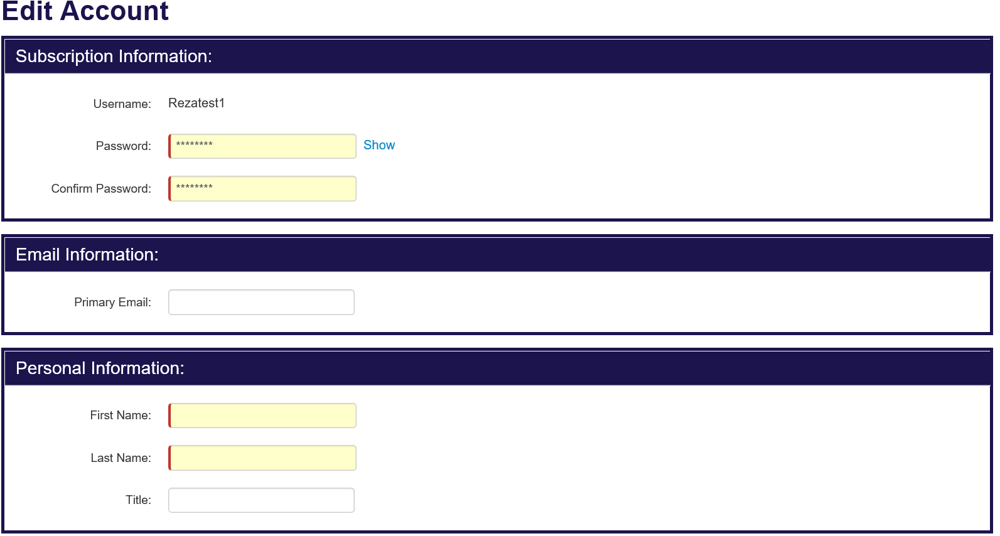 Edit Account
Subscription Information:
Username: Rezatest1
Password: ******** Show
Confirm Password: ********
Email Information:
Primary Email:
Personal Information:
First Name:
Last Name:
Title: